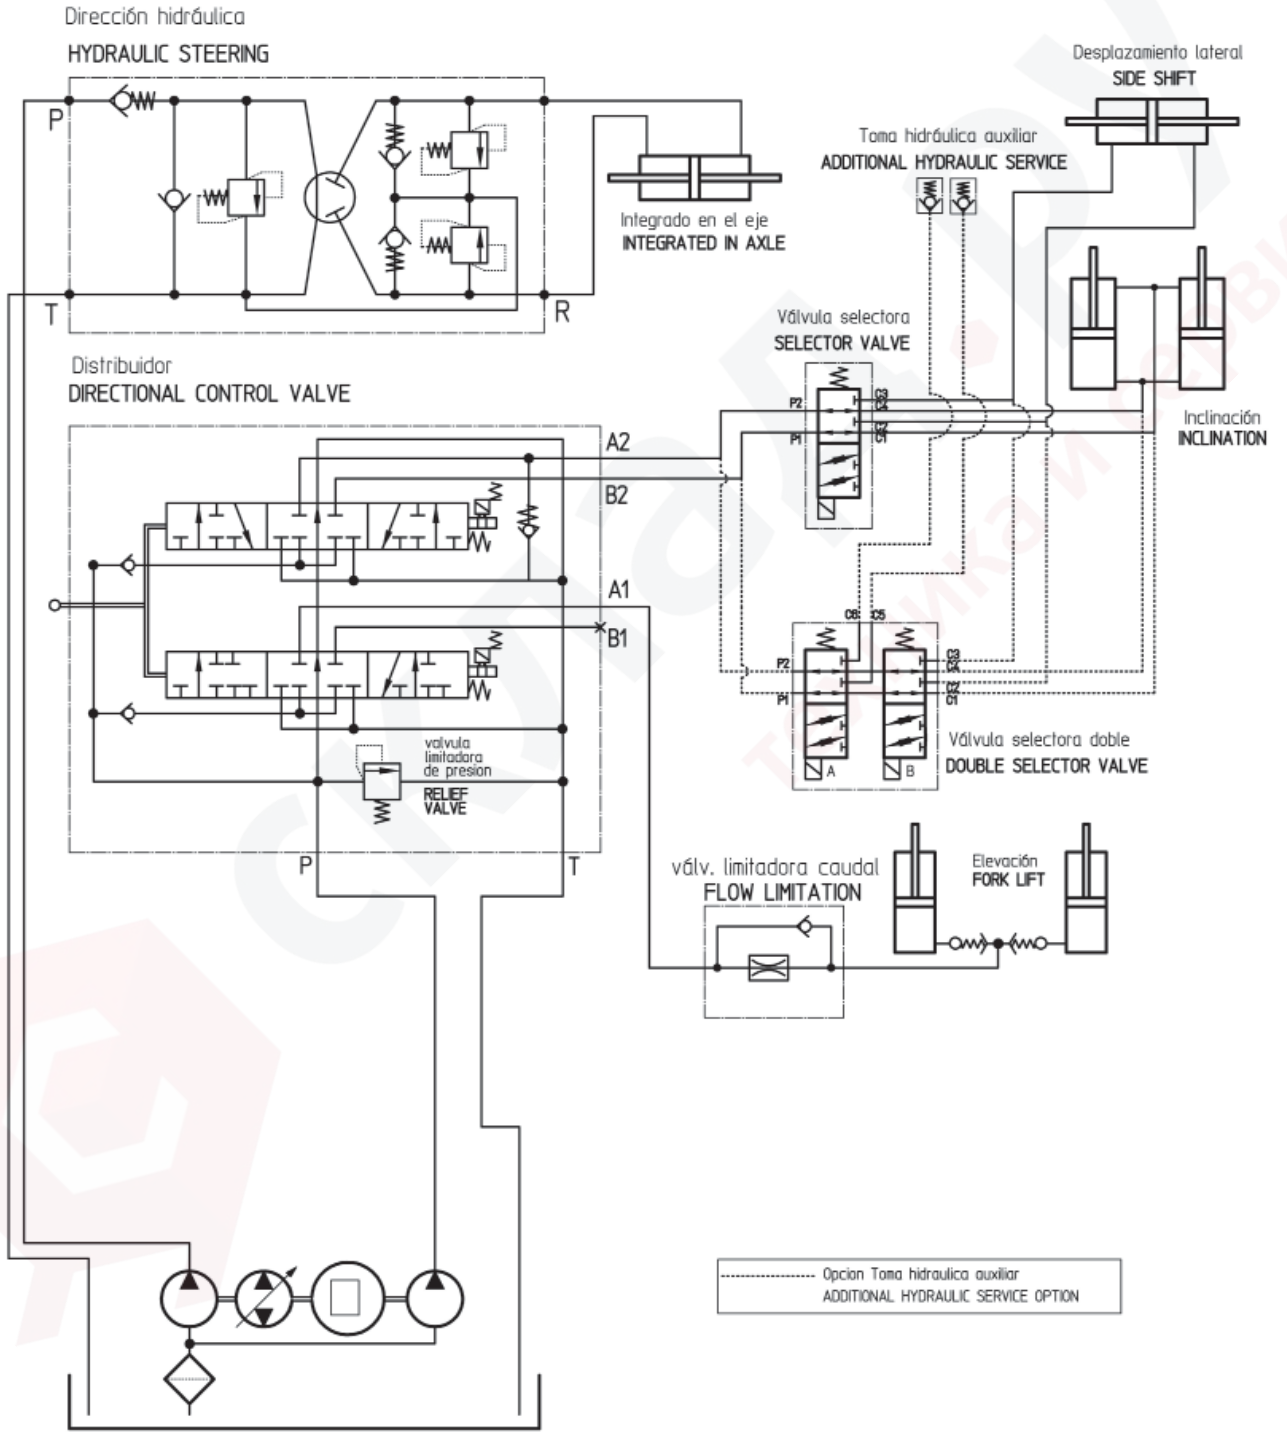 Dirección hidráulica
HYDRAULIC STEERING
P
T
R
Integrado en el eje
INTEGRATED IN AXLE
Desplazamiento lateral
SIDE SHIFT
Toma hidráulica auxiliar
ADDITIONAL HYDRAULIC SERVICE
Válvula selectora
SELECTOR VALVE
P2
P1
C3
C4
C2
C1
Inclinación
INCLINATION
Distribuidor
DIRECTIONAL CONTROL VALVE
A2
B2
A1
B1
valvula
limitadora
de presion
RELIEF
VALVE
P
T
C6
C5
P2
P1
C3
C4
C2
C1
A
B
Válvula selectora doble
DOUBLE SELECTOR VALVE
válv. limitadora caudal
FLOW LIMITATION
Elevación
FORK LIFT
Opcion Toma hidraulica auxiliar
ADDITIONAL HYDRAULIC SERVICE OPTION
склад.ру
техника и сервис